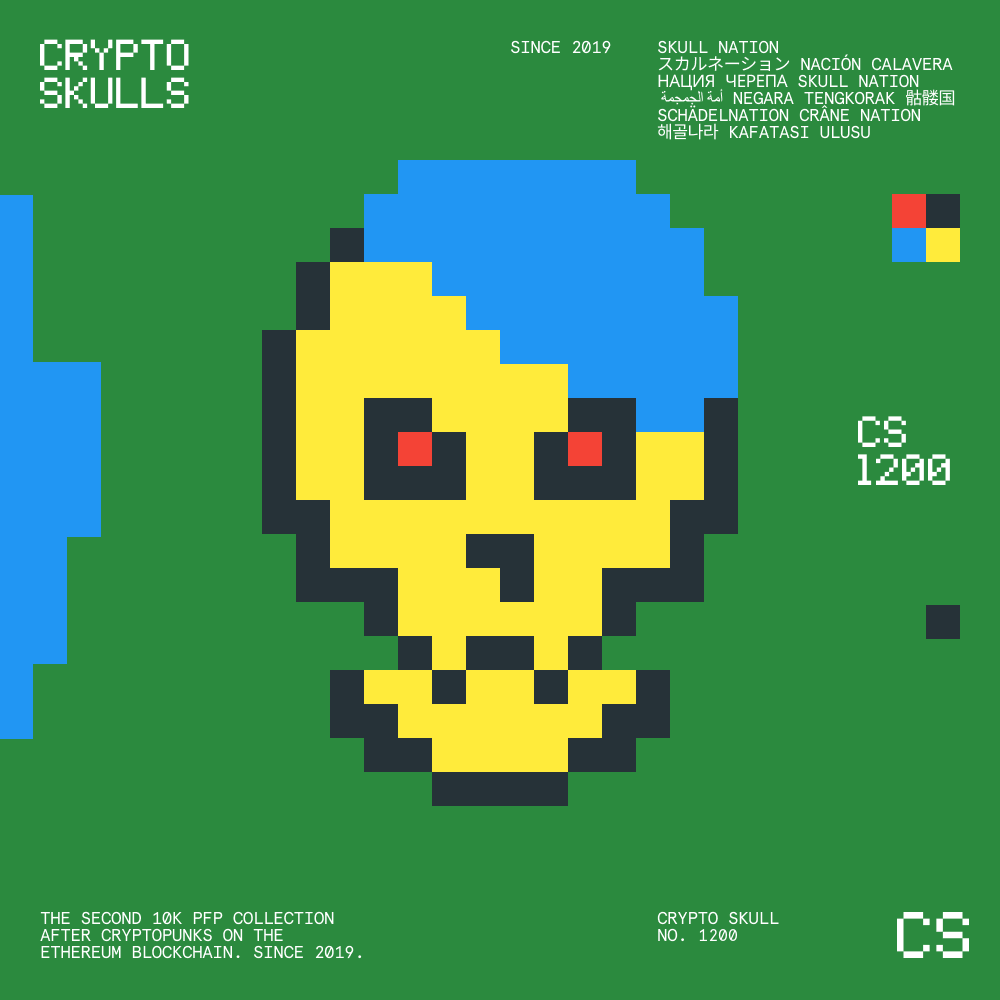 CRYPTO
SKULLS
SINCE 2019
SKULL NATION
スカルネーション NACIÓN CALAVERA
НАЦИЯ ЧЕРЕПА SKULL NATION
أمة الجمجمة NEGARA TENGKORAK 骷髅国
SCHÄDELNATION CRÂNE NATION
해골나라 KAFATASI ULUSU
CS
1200
THE SECOND 10K PFP COLLECTION
AFTER CRYPTOPUNKS ON THE
ETHEREUM BLOCKCHAIN. SINCE 2019.
CRYPTO SKULL
NO. 1200
CS